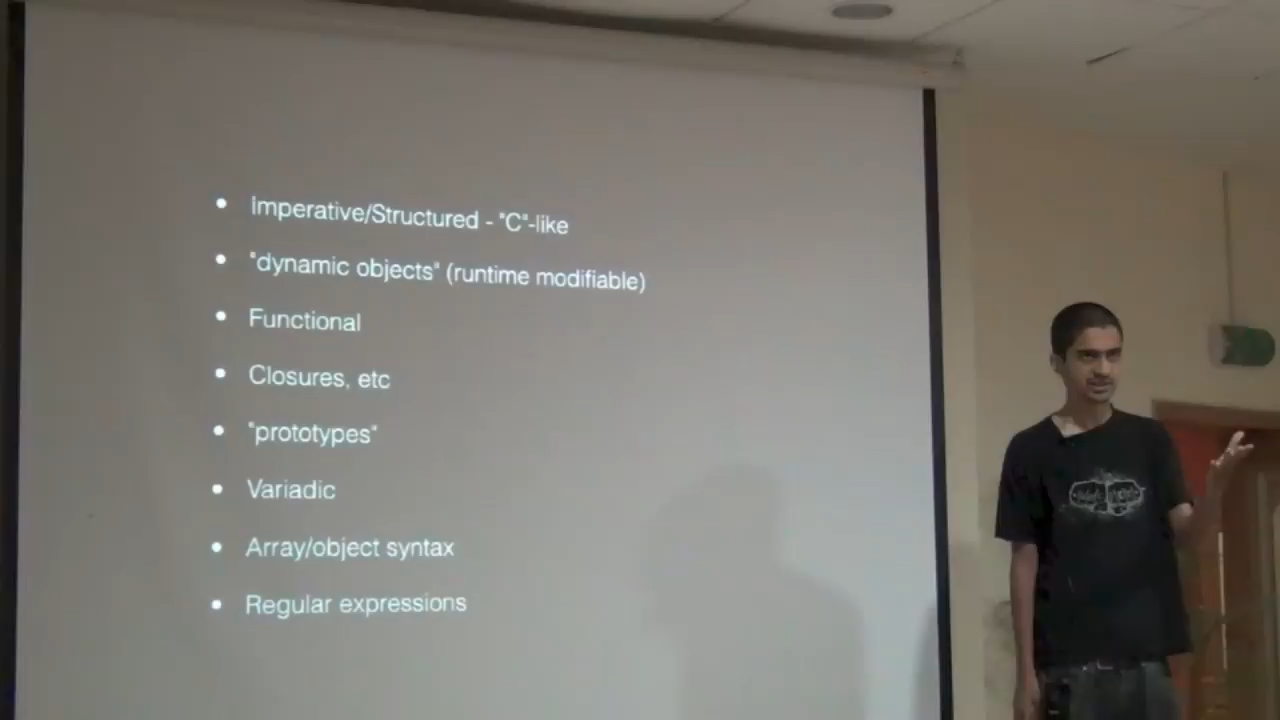 • Imperative/Structured - "C"-like
• "dynamic objects" (runtime modifiable)
• Functional
• Closures, etc
• "prototypes"
• Variadic
• Array/object syntax
• Regular expressions